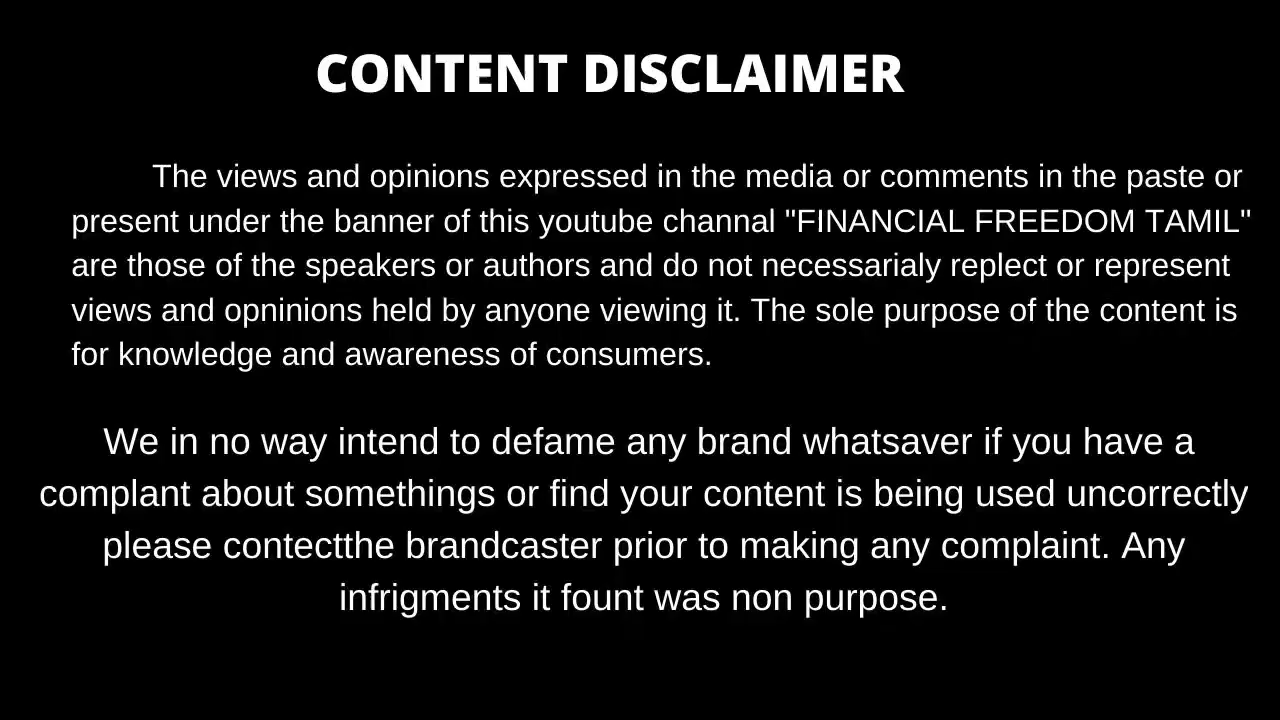 CONTENT DISCLAIMER
The views and opinions expressed in the media or comments in the paste or
present under the banner of this youtube channal "FINANCIAL FREEDOM TAMIL"
are those of the speakers or authors and do not necessarialy replect or represent
views and opninions held by anyone viewing it. The sole purpose of the content is
for knowledge and awareness of consumers.
We in no way intend to defame any brand whatsaver if you have a
complant about somethings or find your content is being used uncorrectly
please contectthe brandcaster prior to making any complaint. Any
infrigments it fount was non purpose.